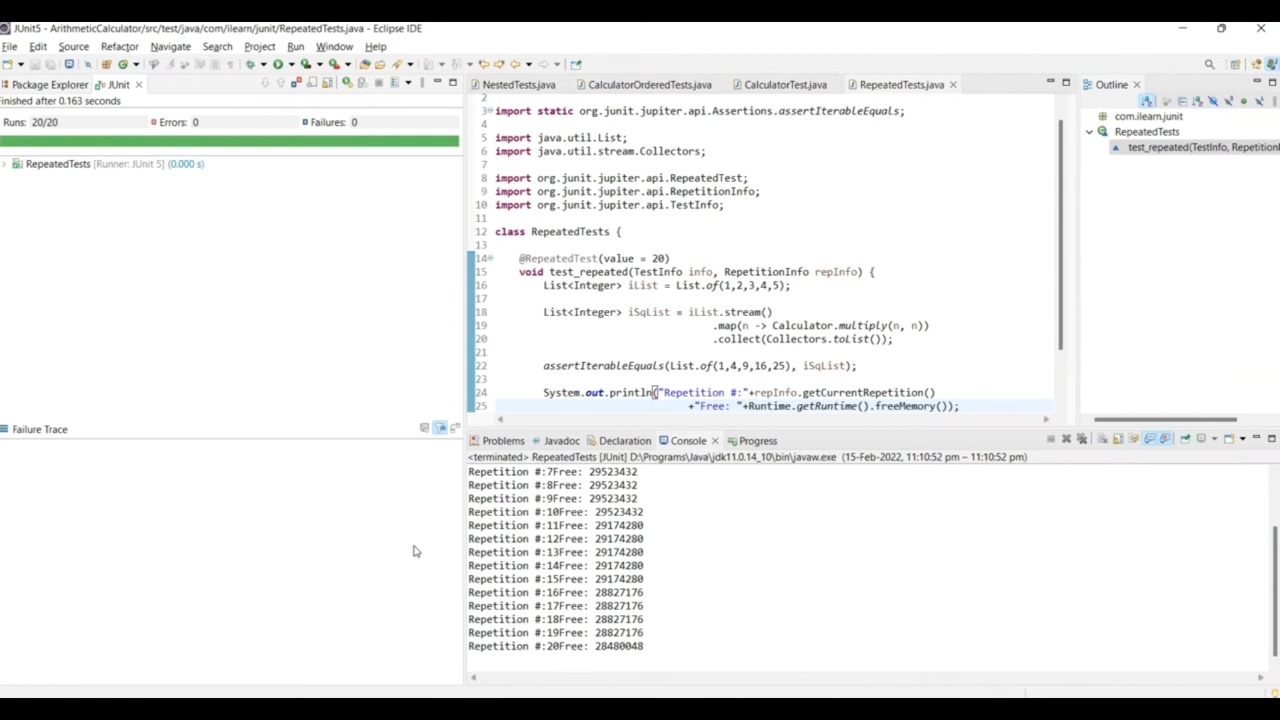 JUnit5 - ArithmeticCalculator/src/test/java/com/ilearn/junit/RepeatedTests.java - Eclipse IDE
File Edit Source Refactor Navigate Search Project Run Window Help
Package Explorer JUnit
Finished after 0.163 seconds
Runs: 20/20 Errors: 0 Failures: 0
RepeatedTests [Runner: JUnit 5] (0.000 s)
Failure Trace
NestedTests.java CalculatorOrderedTests.java CalculatorTest.java RepeatedTests.java
2
3 import static org.junit.jupiter.api.Assertions.assertIterableEquals;
4
5 import java.util.List;
6 import java.util.stream.Collectors;
7
8 import org.junit.jupiter.api.RepeatedTest;
9 import org.junit.jupiter.api.RepetitionInfo;
10 import org.junit.jupiter.api.TestInfo;
11
12 class RepeatedTests {
13
14 @RepeatedTest(value = 20)
15 void test_repeated(TestInfo info, RepetitionInfo repInfo) {
16 List<Integer> iList = List.of(1,2,3,4,5);
17
18 List<Integer> iSqList = iList.stream()
19 .map(n -> Calculator.multiply(n, n))
20 .collect(Collectors.toList());
21
22 assertIterableEquals(List.of(1,4,9,16,25), iSqList);
23
24 System.out.println("Repetition #:"+repInfo.getCurrentRepetition()
25 +"Free: "+Runtime.getRuntime().freeMemory());
Outline
com.ilearn.junit
RepeatedTests
test_repeated(TestInfo, RepetitionI
Problems Javadoc Declaration Console Progress
<terminated> RepeatedTests [JUnit] D:\Programs\Java\jdk11.0.14_10\bin\javaw.exe (15-Feb-2022, 11:10:52 pm – 11:10:52 pm)
Repetition #:7Free: 29523432
Repetition #:8Free: 29523432
Repetition #:9Free: 29523432
Repetition #:10Free: 29523432
Repetition #:11Free: 29174280
Repetition #:12Free: 29174280
Repetition #:13Free: 29174280
Repetition #:14Free: 29174280
Repetition #:15Free: 29174280
Repetition #:16Free: 28827176
Repetition #:17Free: 28827176
Repetition #:18Free: 28827176
Repetition #:19Free: 28827176
Repetition #:20Free: 28480048